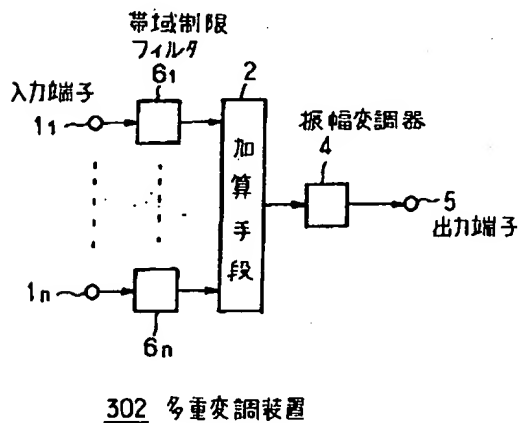 帯域制限
フィルタ
6₁
2
入力端子
1₁
加算手段
振幅変調器
4
5
出力端子
1n
6n
302 多重変調装置